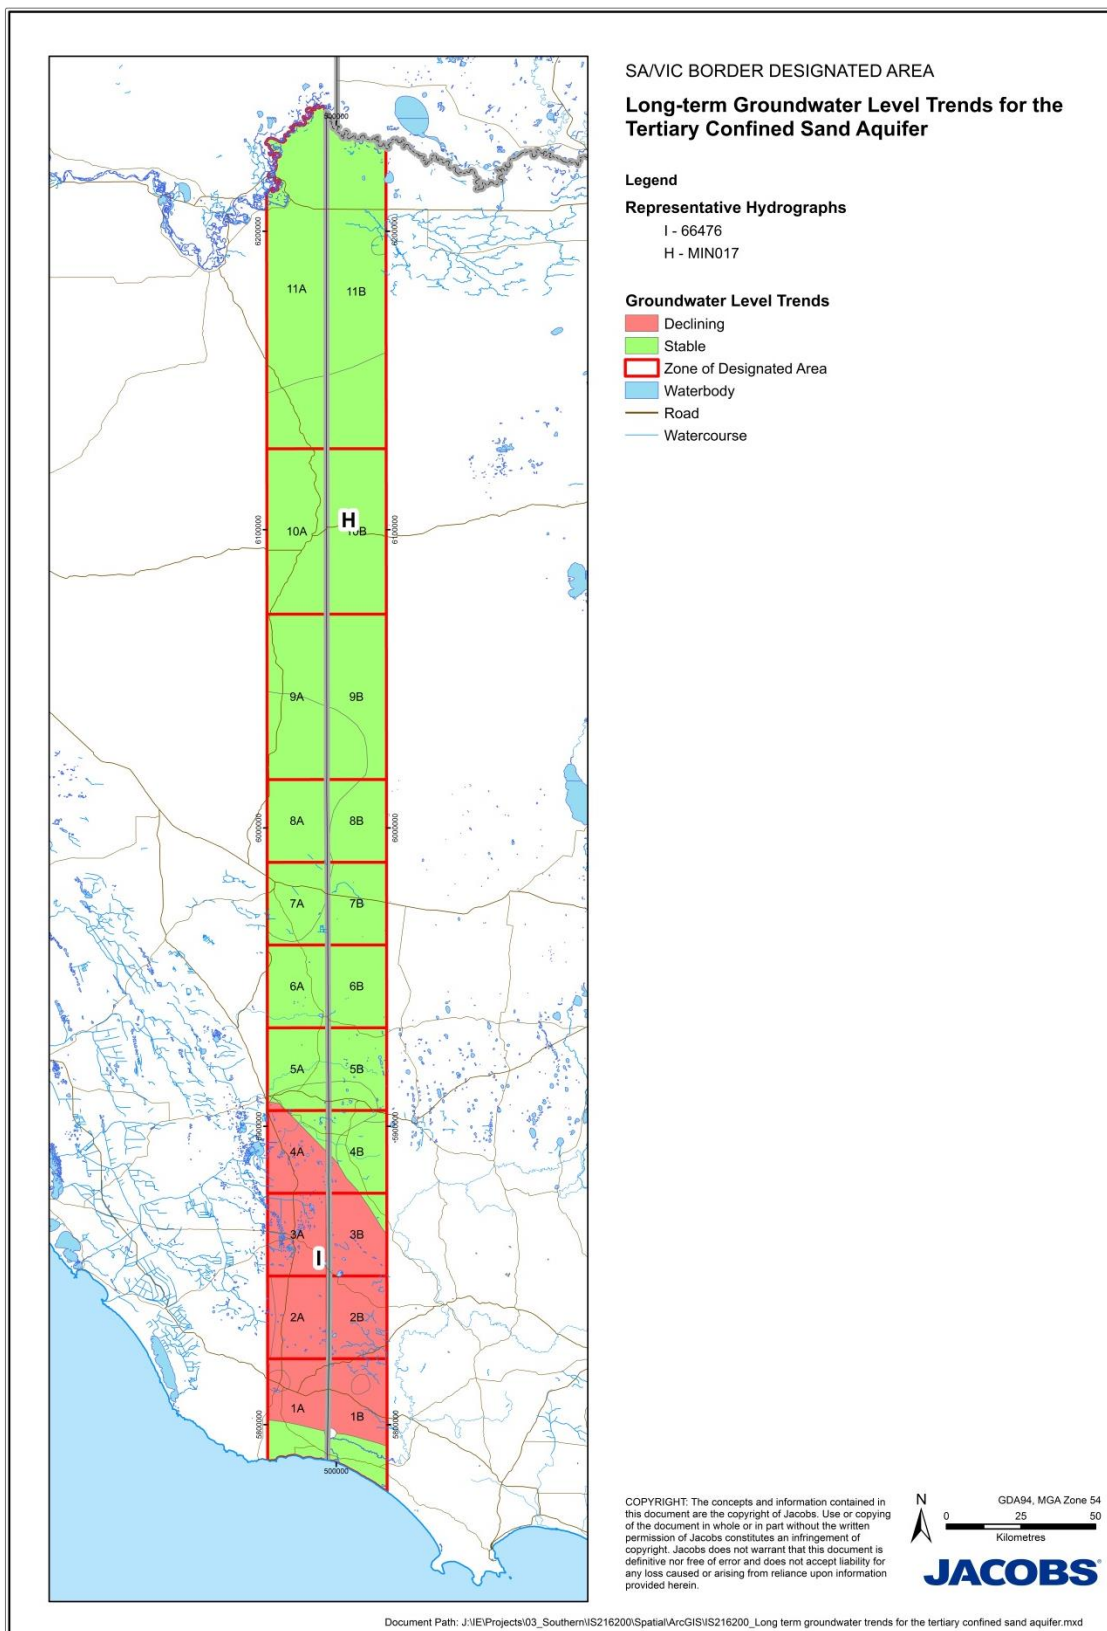 SA/VIC BORDER DESIGNATED AREA
Long-term Groundwater Level Trends for the
Tertiary Confined Sand Aquifer
Legend
Representative Hydrographs
I - 66476
H - MIN017
Groundwater Level Trends
Declining
Stable
Zone of Designated Area
Waterbody
Road
Watercourse
500000
6200000
6200000
11A
11B
H
6100000
10A
10B
6100000
9A
9B
6000000
8A
8B
6000000
7A
7B
6A
6B
5A
5B
5900000
4A
4B
5900000
3A
3B
I
2A
2B
1A
1B
5800000
5800000
500000
COPYRIGHT: The concepts and information contained in
this document are the copyright of Jacobs. Use or copying
of the document in whole or in part without the written
permission of Jacobs constitutes an infringement of
copyright. Jacobs does not warrant that this document is
definitive nor free of error and does not accept liability for
any loss caused or arising from reliance upon information
provided herein.
N
GDA94, MGA Zone 54
0 25 50
Kilometres
JACOBS®
Document Path: J:\IE\Projects\03_Southern\IS216200\Spatial\ArcGIS\IS216200_Long term groundwater trends for the tertiary confined sand aquifer.mxd